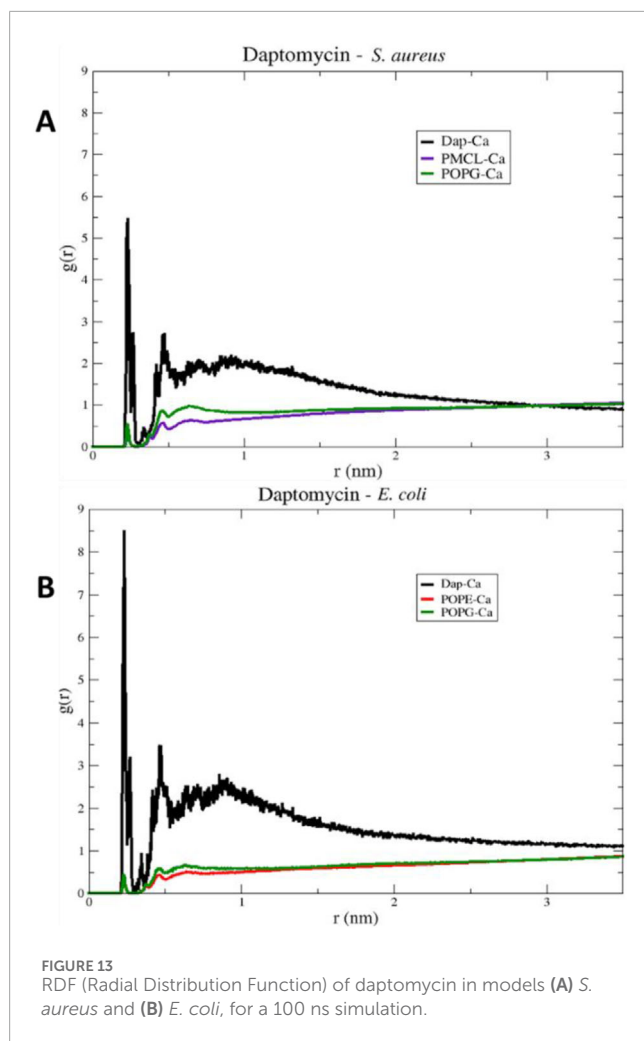 Daptomycin - S. aureus
A
9
8
7
6
5
4
3
2
1
0
g(r)
Dap-Ca
PMCL-Ca
POPG-Ca
0
1
2
3
r (nm)
Daptomycin - E. coli
B
9
8
7
6
5
4
3
2
1
0
g(r)
Dap-Ca
POPE-Ca
POPG-Ca
0
1
2
3
r (nm)
FIGURE 13
RDF (Radial Distribution Function) of daptomycin in models (A) S.
aureus and (B) E. coli, for a 100 ns simulation.